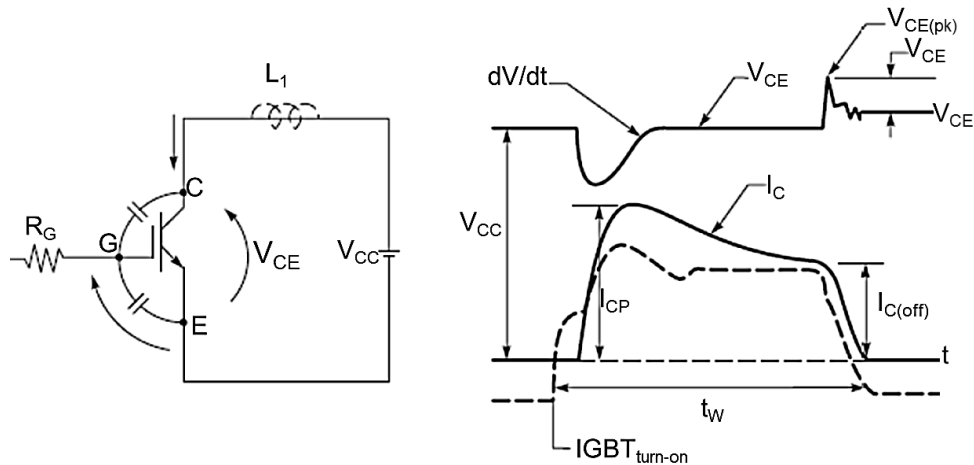 L1
C
RG
G
VCE
VCC
E
VCE(pk)
VCE
dV/dt
VCE
VCE
IC
VCC
ICP
IC(off)
t
tW
IGBTturn-on